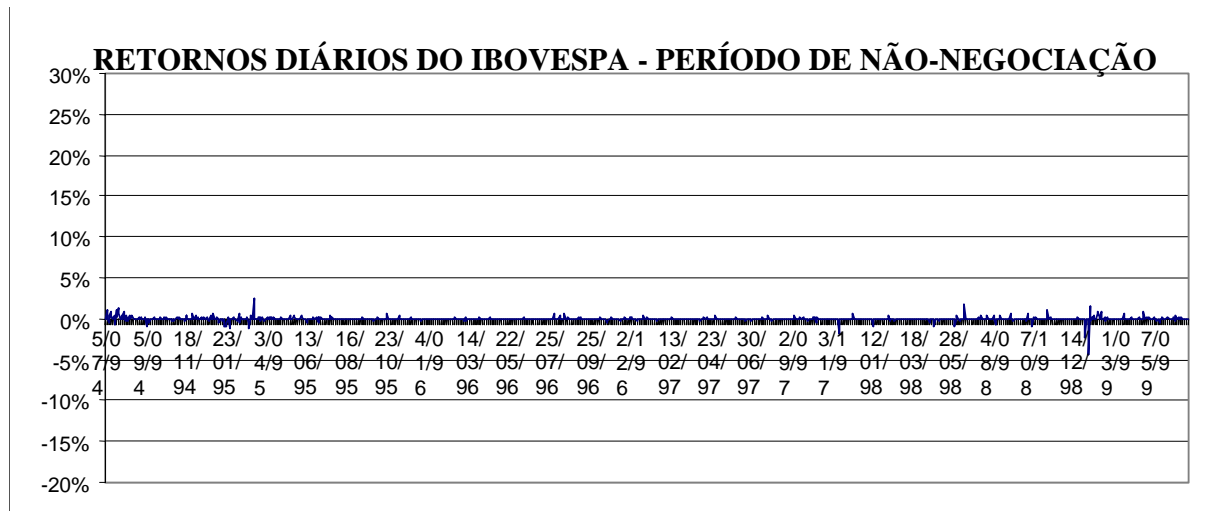 RETORNOS DIÁRIOS DO IBOVESPA - PERÍODO DE NÃO-NEGOCIAÇÃO
30%
25%
20%
15%
10%
5%
0%
-5%
-10%
-15%
-20%
5/0 5/0 18/ 23/ 3/0 06/ 16/ 23/ 4/0 14/ 22/ 25/ 25/ 2/1 13/ 23/ 30/ 2/0 3/1 12/ 18/ 28/ 4/0 7/1 14/ 1/0 7/0
7/9 9/9 11/ 01/ 4/9 06/ 08/ 10/ 1/9 03/ 05/ 07/ 09/ 2/9 02/ 04/ 06/ 9/9 1/9 01/ 03/ 05/ 8/9 0/9 12/ 3/9 5/9
4 4 94 95 5 95 95 95 6 96 96 96 96 6 97 97 97 7 7 98 98 98 8 8 98 9 9